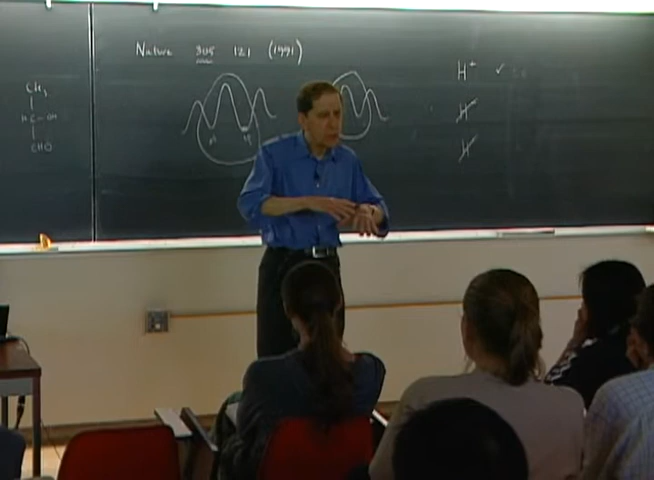 Nature 305 121 (1991)
CH₃
HC-OH
CHO
H⁺ ✓
H
H